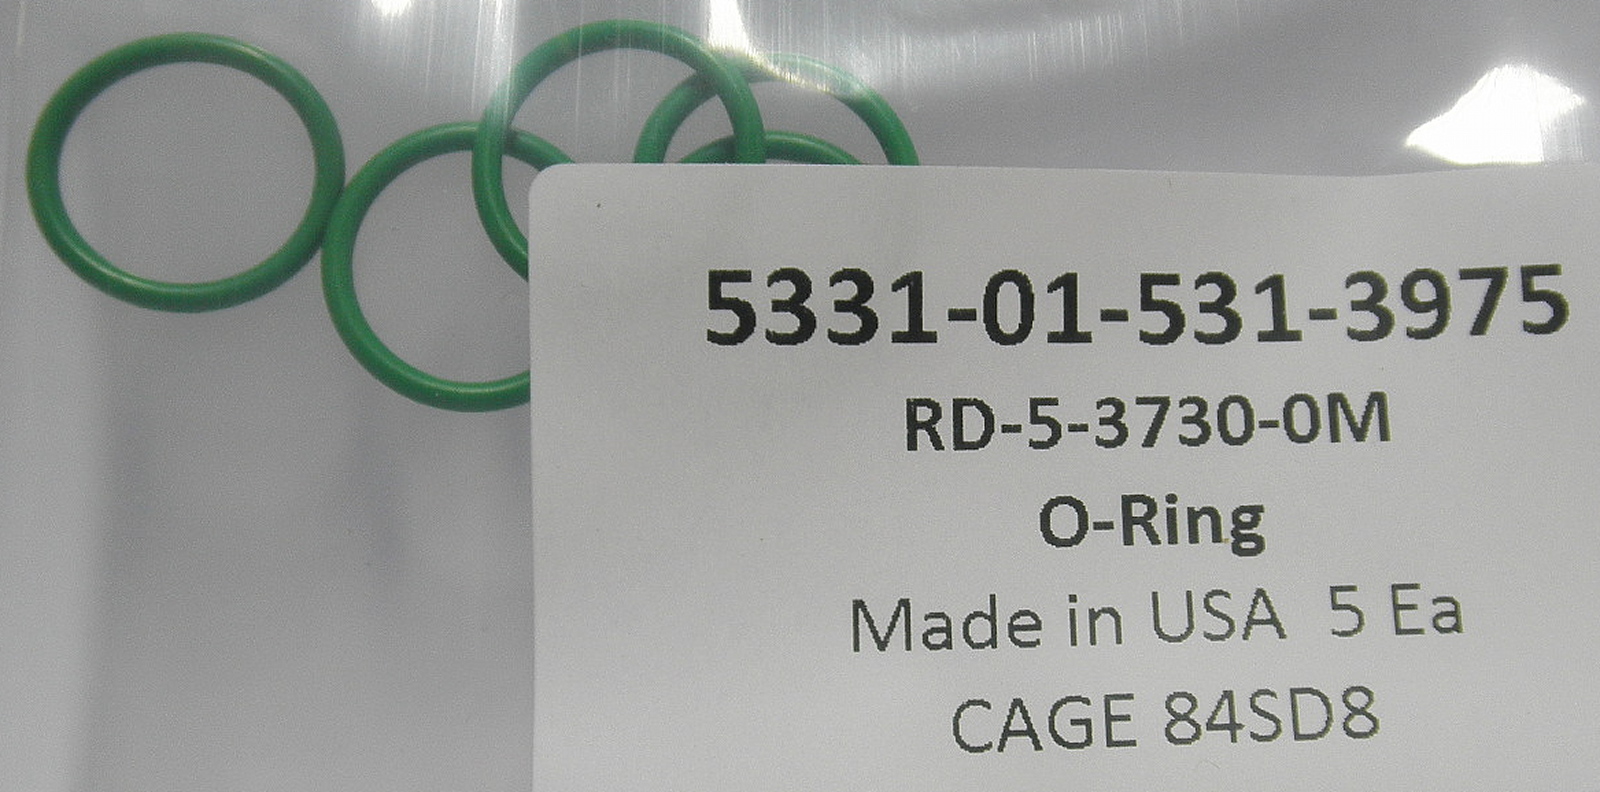 5331-01-531-3975
RD-5-3730-0M
O-Ring
Made in USA 5 Ea
CAGE 84SD8